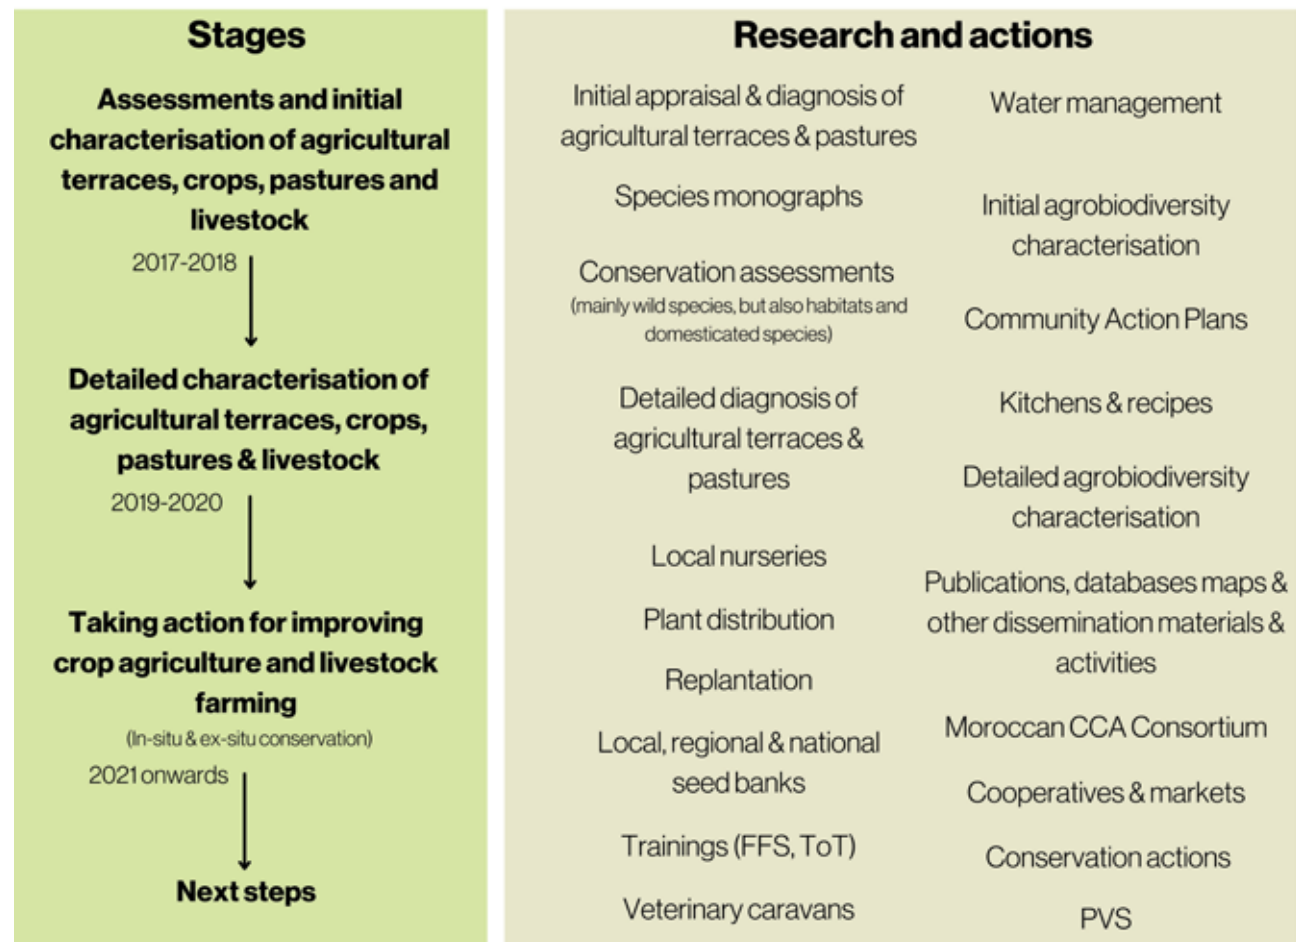 Stages
Assessments and initial
characterisation of agricultural
terraces, crops, pastures and
livestock
2017-2018
Detailed characterisation of
agricultural terraces, crops,
pastures & livestock
2019-2020
Taking action for improving
crop agriculture and livestock
farming
(In-situ & ex-situ conservation)
2021 onwards
Next steps
Research and actions
Initial appraisal & diagnosis of
agricultural terraces & pastures
Species monographs
Conservation assessments
(mainly wild species, but also habitats and
domesticated species)
Detailed diagnosis of
agricultural terraces &
pastures
Local nurseries
Plant distribution
Replantation
Local, regional & national
seed banks
Trainings (FFS, ToT)
Veterinary caravans
Water management
Initial agrobiodiversity
characterisation
Community Action Plans
Kitchens & recipes
Detailed agrobiodiversity
characterisation
Publications, databases maps &
other dissemination materials &
activities
Moroccan CCA Consortium
Cooperatives & markets
Conservation actions
PVS